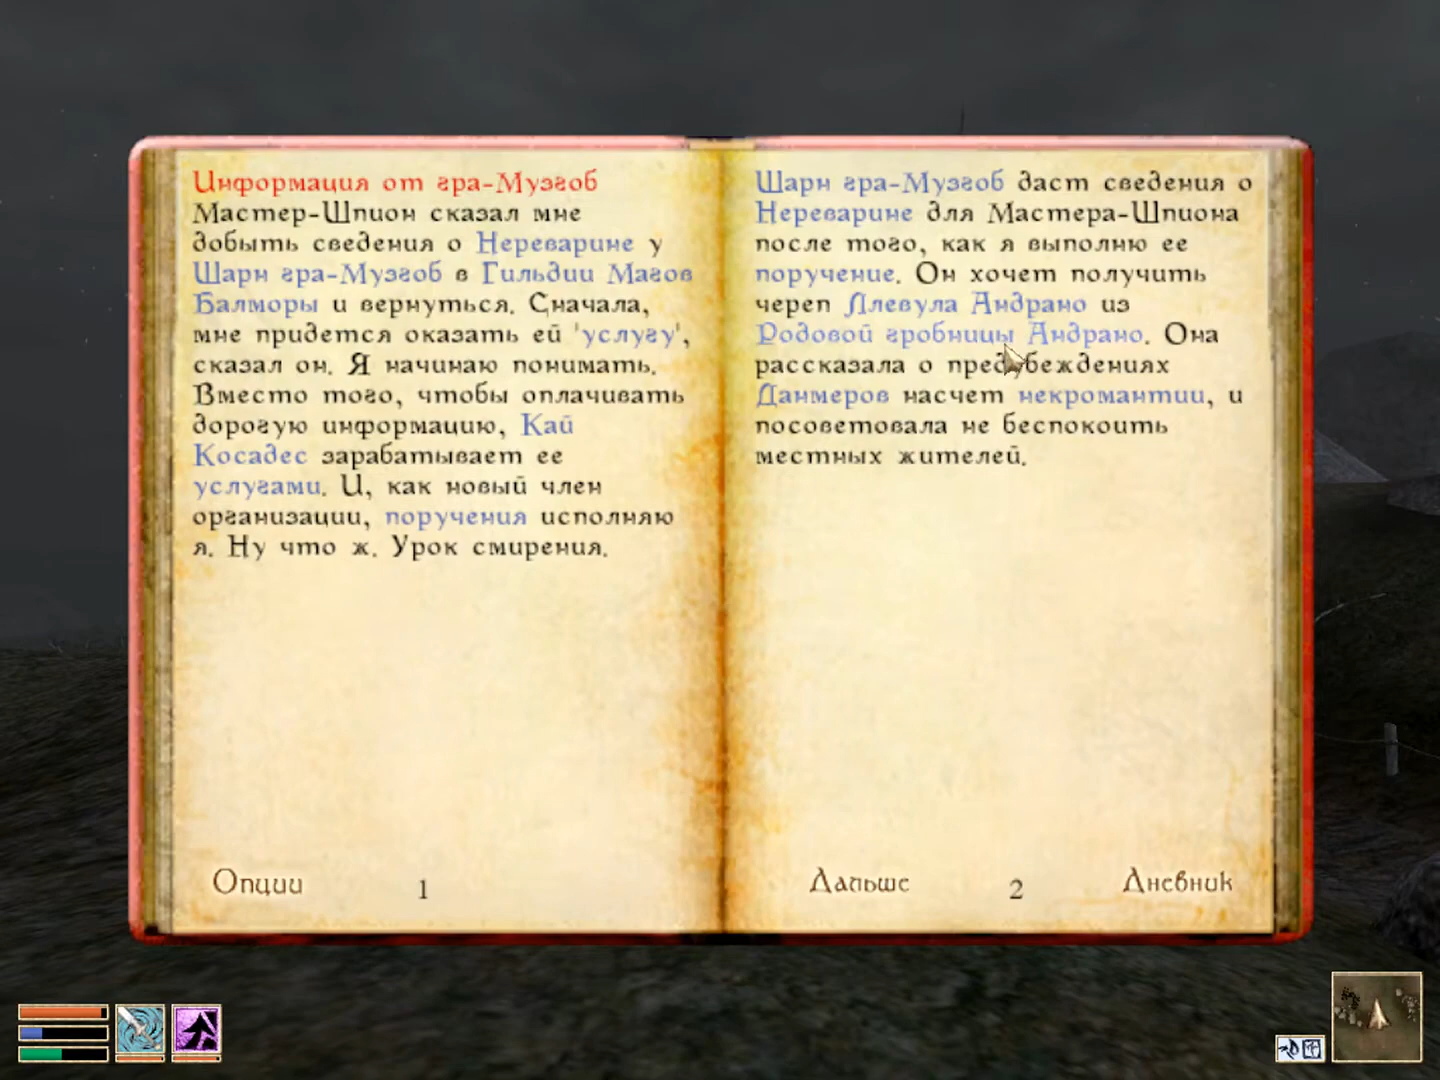 Информация от гра-Музгоб
Мастер-Шпион сказал мне
добыть сведения о Нереварине у
Шарн гра-Музгоб в Гильдии Магов
Балморы и вернуться. Сначала,
мне придется оказать ей 'услугу',
сказал он. Я начинаю понимать.
Вместо того, чтобы оплачивать
дорогую информацию, Кай
Косадес зарабатывает ее
услугами. И, как новый член
организации, поручения исполняю
я. Ну что ж. Урок смирения.
Шарн гра-Музгоб даст сведения о
Нереварине для Мастера-Шпиона
после того, как я выполню ее
поручение. Он хочет получить
череп Ллевула Андрано из
Родовой гробницы Андрано. Она
рассказала о предубеждениях
Данмеров насчет некромантии, и
посоветовала не беспокоить
местных жителей.
Опции 1 Дальше 2 Дневник